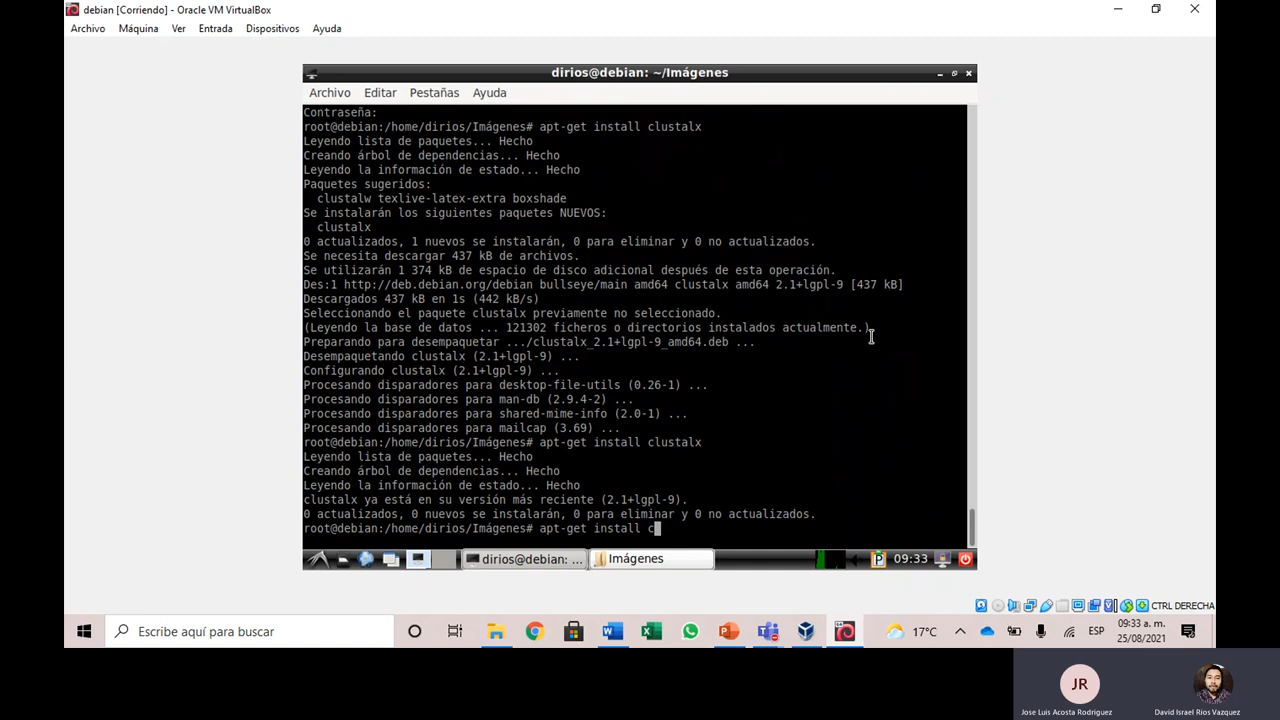 debian [Corriendo] - Oracle VM VirtualBox
Archivo Máquina Ver Entrada Dispositivos Ayuda
dirios@debian: ~/Imágenes
Archivo Editar Pestañas Ayuda
Contraseña:
root@debian:/home/dirios/Imágenes# apt-get install clustalx
Leyendo lista de paquetes... Hecho
Creando árbol de dependencias... Hecho
Leyendo la información de estado... Hecho
Paquetes sugeridos:
clustalw texlive-latex-extra boxshade
Se instalarán los siguientes paquetes NUEVOS:
clustalx
0 actualizados, 1 nuevos se instalarán, 0 para eliminar y 0 no actualizados.
Se necesita descargar 437 kB de archivos.
Se utilizarán 1 374 kB de espacio de disco adicional después de esta operación.
Des:1 http://deb.debian.org/debian bullseye/main amd64 clustalx amd64 2.1+lgpl-9 [437 kB]
Descargados 437 kB en 1s (442 kB/s)
Seleccionando el paquete clustalx previamente no seleccionado.
(Leyendo la base de datos ... 121302 ficheros o directorios instalados actualmente.)
Preparando para desempaquetar .../clustalx_2.1+lgpl-9_amd64.deb ...
Desempaquetando clustalx (2.1+lgpl-9) ...
Configurando clustalx (2.1+lgpl-9) ...
Procesando disparadores para desktop-file-utils (0.26-1) ...
Procesando disparadores para man-db (2.9.4-2) ...
Procesando disparadores para shared-mime-info (2.0-1) ...
Procesando disparadores para mailcap (3.69) ...
root@debian:/home/dirios/Imágenes# apt-get install clustalx
Leyendo lista de paquetes... Hecho
Creando árbol de dependencias... Hecho
Leyendo la información de estado... Hecho
clustalx ya está en su versión más reciente (2.1+lgpl-9).
0 actualizados, 0 nuevos se instalarán, 0 para eliminar y 0 no actualizados.
root@debian:/home/dirios/Imágenes# apt-get install c
dirios@debian: ... Imágenes 09:33
CTRL DERECHA
Escribe aquí para buscar 17°C ESP 09:33 a. m.
25/08/2021
JR
Jose Luis Acosta Rodriguez David Israel Rios Vazquez